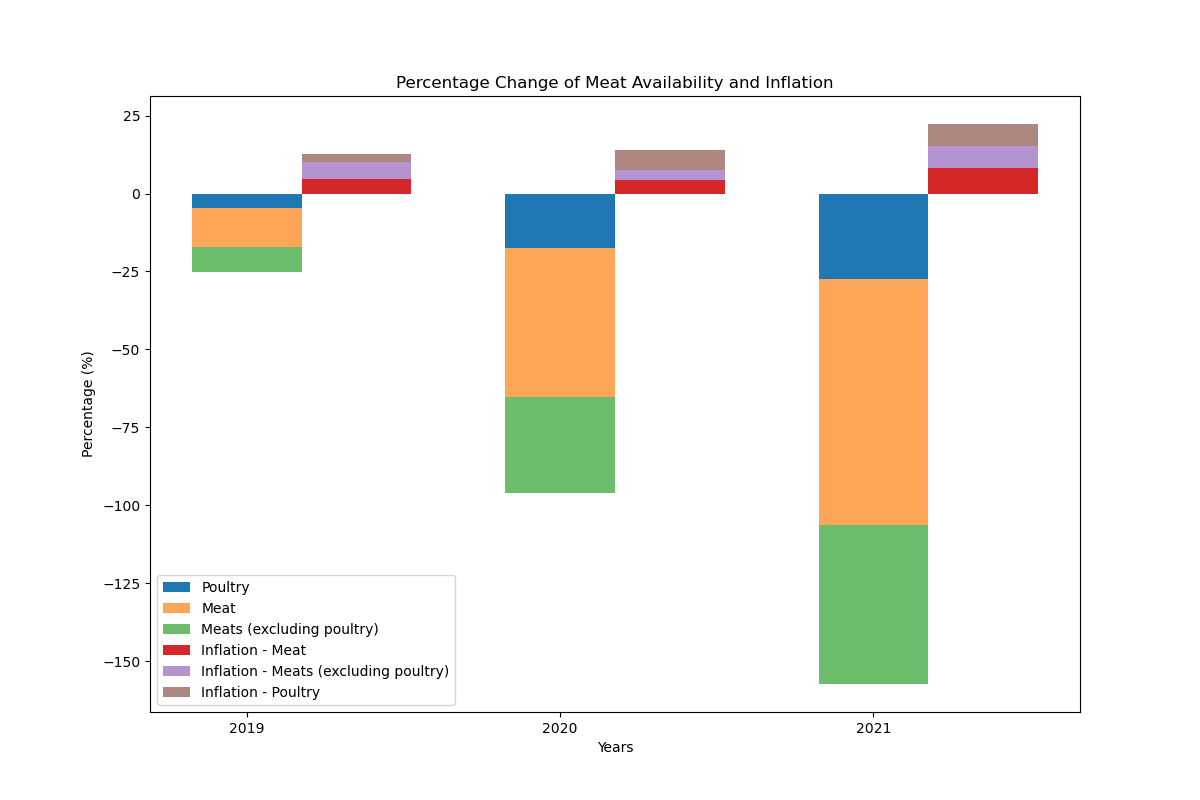 Percentage Change of Meat Availability and Inflation
25
0
−25
−50
−75
−100
−125
−150
Percentage (%)
Poultry
Meat
Meats (excluding poultry)
Inflation - Meat
Inflation - Meats (excluding poultry)
Inflation - Poultry
2019
2020
2021
Years